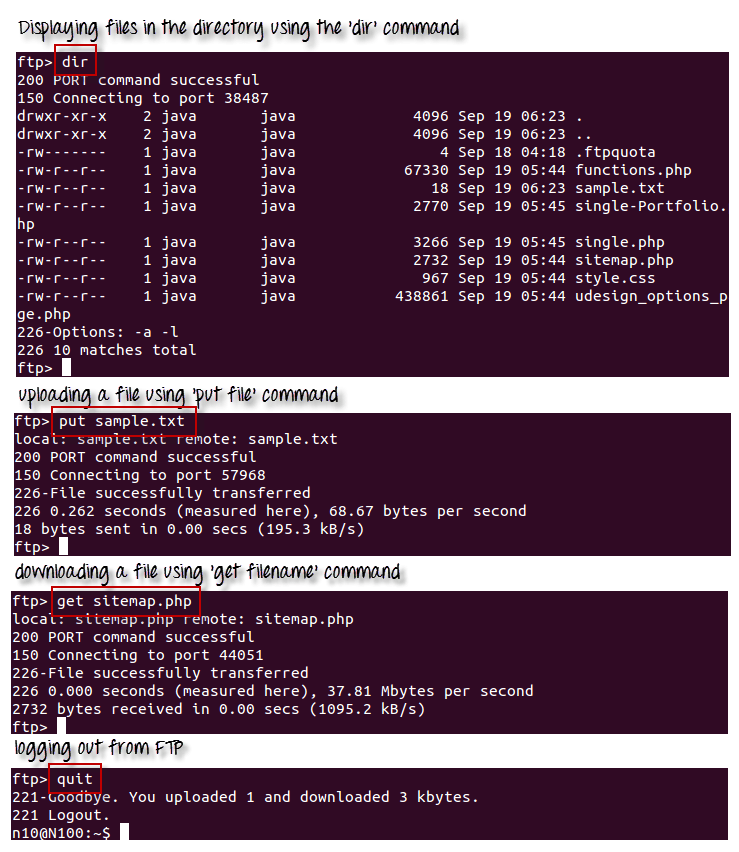 Displaying files in the directory using the 'dir' command
ftp> dir
200 PORT command successful
150 Connecting to port 38487
drwxr-xr-x    2 java       java             4096 Sep 19 06:23 .
drwxr-xr-x    2 java       java             4096 Sep 19 06:23 ..
-rw-------    1 java       java                4 Sep 18 04:18 .ftpquota
-rw-r--r--    1 java       java            67330 Sep 19 05:44 functions.php
-rw-r--r--    1 java       java               18 Sep 19 06:23 sample.txt
-rw-r--r--    1 java       java             2770 Sep 19 05:45 single-Portfolio.
hp
-rw-r--r--    1 java       java             3266 Sep 19 05:45 single.php
-rw-r--r--    1 java       java             2732 Sep 19 05:44 sitemap.php
-rw-r--r--    1 java       java              967 Sep 19 05:44 style.css
-rw-r--r--    1 java       java           438861 Sep 19 05:44 udesign_options_p
ge.php
226-Options: -a -l
226 10 matches total
ftp>
uploading a file using 'put file' command
ftp> put sample.txt
local: sample.txt remote: sample.txt
200 PORT command successful
150 Connecting to port 57968
226-File successfully transferred
226 0.262 seconds (measured here), 68.67 bytes per second
18 bytes sent in 0.00 secs (195.3 kB/s)
ftp>
downloading a file using 'get filename' command
ftp> get sitemap.php
local: sitemap.php remote: sitemap.php
200 PORT command successful
150 Connecting to port 44051
226-File successfully transferred
226 0.000 seconds (measured here), 37.81 Mbytes per second
2732 bytes received in 0.00 secs (1095.2 kB/s)
ftp>
logging out from FTP
ftp> quit
221-Goodbye. You uploaded 1 and downloaded 3 kbytes.
221 Logout.
n10@N100:~$